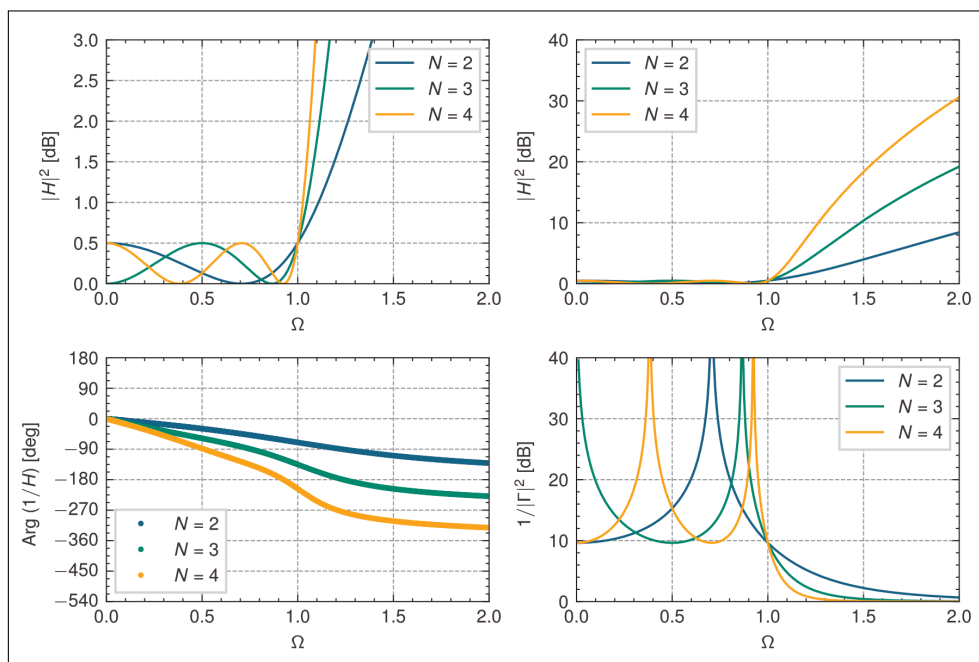 3.0
2.5
2.0
1.5
1.0
0.5
0.0
|H|² [dB]
N = 2
N = 3
N = 4
0.0 0.5 1.0 1.5 2.0
Ω
40
30
20
10
0
|H|² [dB]
N = 2
N = 3
N = 4
0.0 0.5 1.0 1.5 2.0
Ω
180
90
0
−90
−180
−270
−360
−450
−540
Arg (1/H) [deg]
N = 2
N = 3
N = 4
0.0 0.5 1.0 1.5 2.0
Ω
40
30
20
10
0
1/|Γ|² [dB]
N = 2
N = 3
N = 4
0.0 0.5 1.0 1.5 2.0
Ω